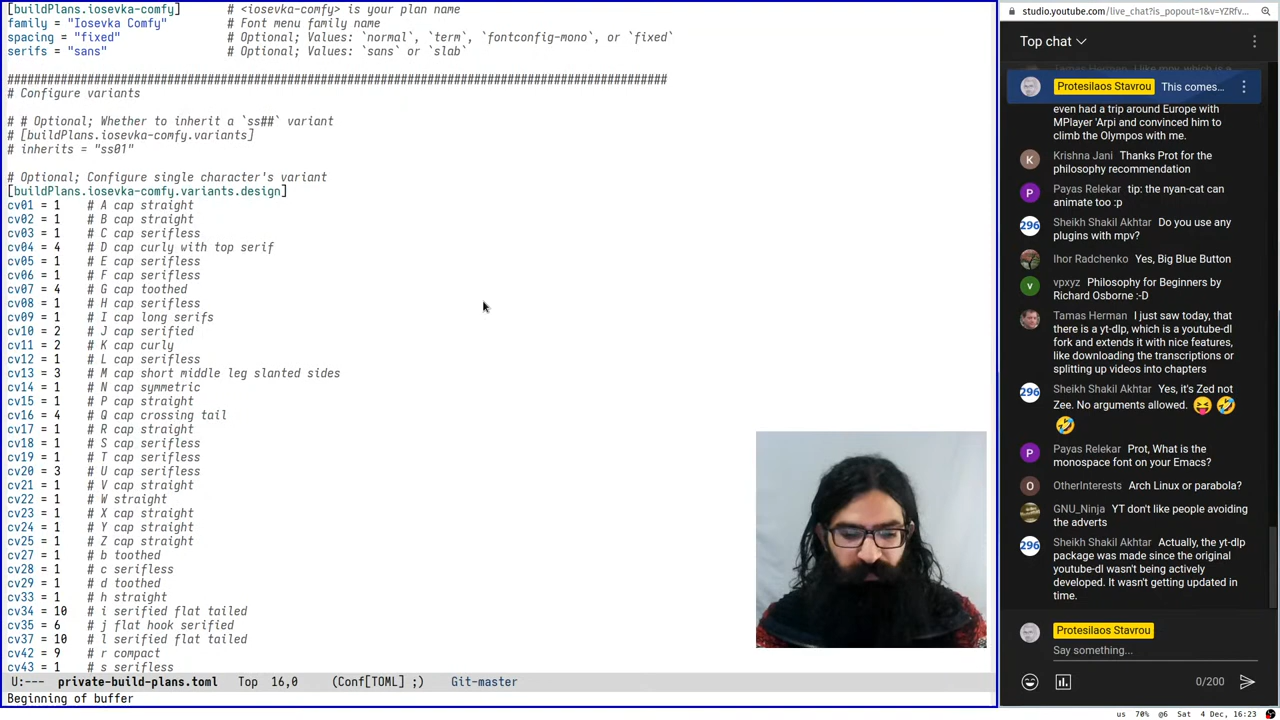 [buildPlans.iosevka-comfy]       # <iosevka-comfy> is your plan name
family = "Iosevka Comfy"         # Font menu family name
spacing = "fixed"                # Optional; Values: `normal`, `term`, `fontconfig-mono`, or `fixed`
serifs = "sans"                  # Optional; Values: `sans` or `slab`
###################################################################################################
# Configure variants
# # Optional; Whether to inherit a `ss##` variant
# [buildPlans.iosevka-comfy.variants]
# inherits = "ss01"
# Optional; Configure single character's variant
[buildPlans.iosevka-comfy.variants.design]
cv01 = 1    # A cap straight
cv02 = 1    # B cap straight
cv03 = 1    # C cap serifless
cv04 = 4    # D cap curly with top serif
cv05 = 1    # E cap serifless
cv06 = 1    # F cap serifless
cv07 = 4    # G cap toothed
cv08 = 1    # H cap serifless
cv09 = 1    # I cap long serifs
cv10 = 2    # J cap serified
cv11 = 2    # K cap curly
cv12 = 1    # L cap serifless
cv13 = 3    # M cap short middle leg slanted sides
cv14 = 1    # N cap symmetric
cv15 = 1    # P cap straight
cv16 = 4    # Q cap crossing tail
cv17 = 1    # R cap straight
cv18 = 1    # S cap serifless
cv19 = 1    # T cap serifless
cv20 = 3    # U cap serifless
cv21 = 1    # V cap straight
cv22 = 1    # W straight
cv23 = 1    # X cap straight
cv24 = 1    # Y cap straight
cv25 = 1    # Z cap straight
cv27 = 1    # b toothed
cv28 = 1    # c serifless
cv29 = 1    # d toothed
cv33 = 1    # h straight
cv34 = 10   # i serified flat tailed
cv35 = 6    # j flat hook serified
cv37 = 10   # l serified flat tailed
cv42 = 9    # r compact
cv43 = 1    # s serifless
U:---  private-build-plans.toml   Top   16,0     (Conf[TOML] ;)    Git-master
Beginning of buffer
studio.youtube.com/live_chat?is_popout=1&v=YZRfv...
Top chat
Protesilaos Stavrou This comes...
even had a trip around Europe with
MPlayer 'Arpi and convinced him to
climb the Olympos with me.
K Krishna Jani Thanks Prot for the
philosophy recommendation
P Payas Relekar tip: the nyan-cat can
animate too :p
296 Sheikh Shakil Akhtar Do you use any
plugins with mpv?
Ihor Radchenko Yes, Big Blue Button
v vpxyz Philosophy for Beginners by
Richard Osborne ;-D
Tamas Herman I just saw today, that
there is a yt-dlp, which is a youtube-dl
fork and extends it with nice features,
like downloading the transcriptions or
splitting up videos into chapters
296 Sheikh Shakil Akhtar Yes, it's Zed not
Zee. No arguments allowed. 😝 🤣
🤣
P Payas Relekar Prot, What is the
monospace font on your Emacs?
O OtherInterests Arch Linux or parabola?
GNU_Ninja YT don't like people avoiding
the adverts
296 Sheikh Shakil Akhtar Actually, the yt-dlp
package was made since the original
youtube-dl wasn't being actively
developed. It wasn't getting updated in
time.
Protesilaos Stavrou
Say something...
0/200
us 70% @6 Sat 4 Dec, 16:23